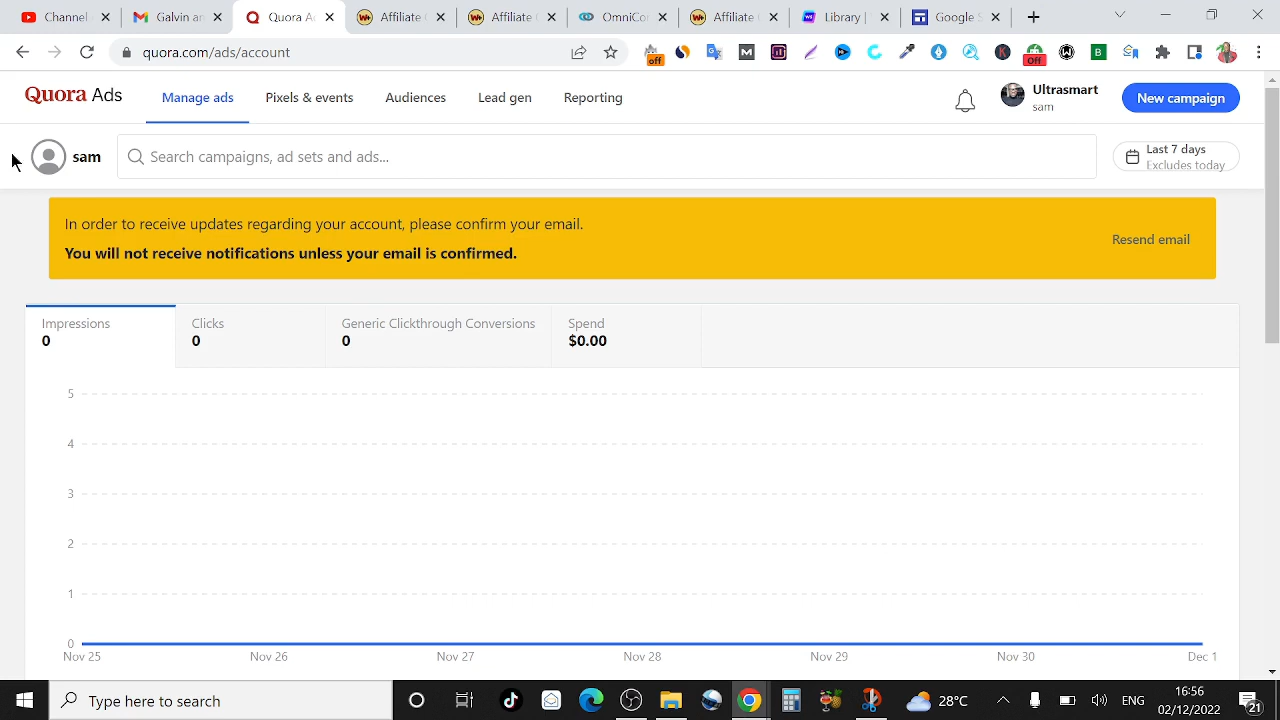 Channel
Galvin an
Quora Ad
Affiliate
Affiliate
OmniCo
Affiliate
Library |
Google S
quora.com/ads/account
off
Off
Quora Ads
Manage ads
Pixels & events
Audiences
Lead gen
Reporting
Ultrasmart
sam
New campaign
sam
Search campaigns, ad sets and ads...
Last 7 days
Excludes today
In order to receive updates regarding your account, please confirm your email.
You will not receive notifications unless your email is confirmed.
Resend email
Impressions
0
Clicks
0
Generic Clickthrough Conversions
0
Spend
$0.00
5
4
3
2
1
0
Nov 25
Nov 26
Nov 27
Nov 28
Nov 29
Nov 30
Dec 1
Type here to search
28°C
ENG
16:56
02/12/2022
21